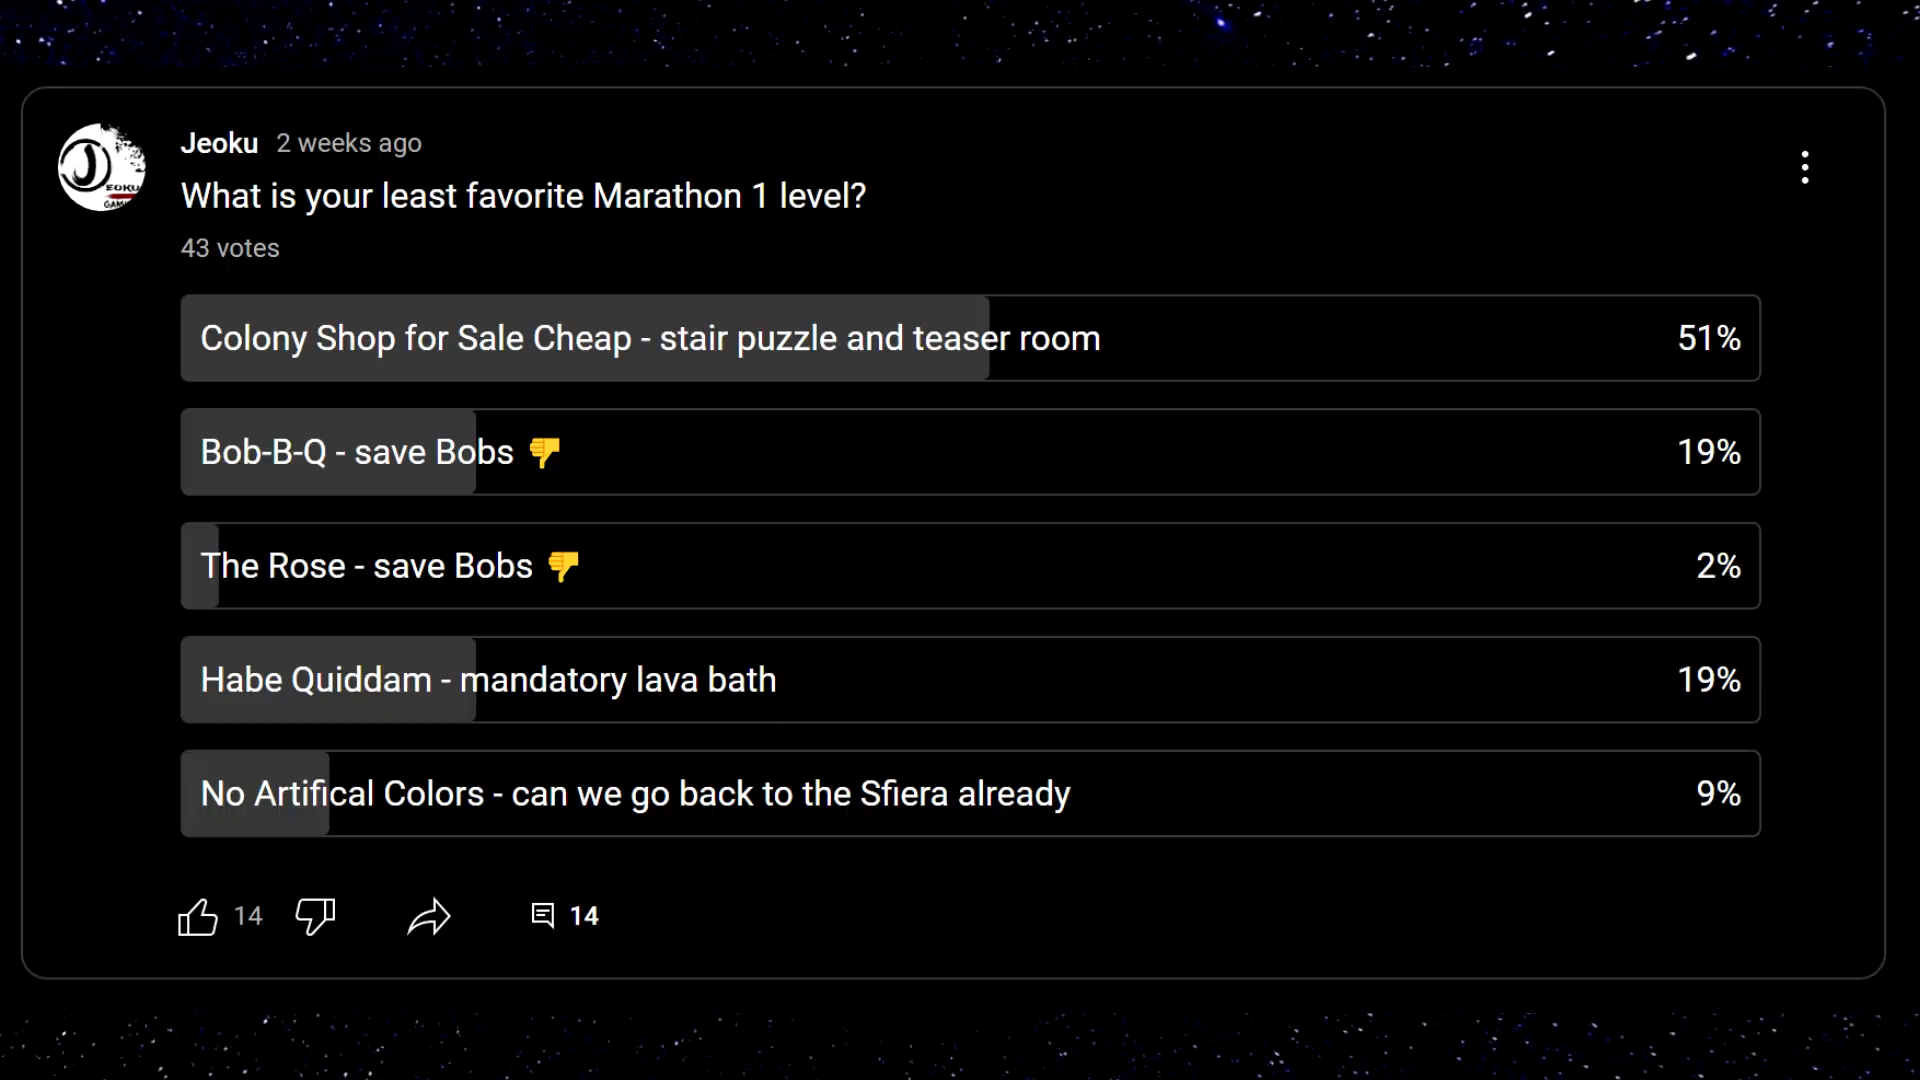 Jeoku 2 weeks ago
What is your least favorite Marathon 1 level?
43 votes
Colony Shop for Sale Cheap - stair puzzle and teaser room 51%
Bob-B-Q - save Bobs 👎 19%
The Rose - save Bobs 👎 2%
Habe Quiddam - mandatory lava bath 19%
No Artifical Colors - can we go back to the Sfiera already 9%
14 14